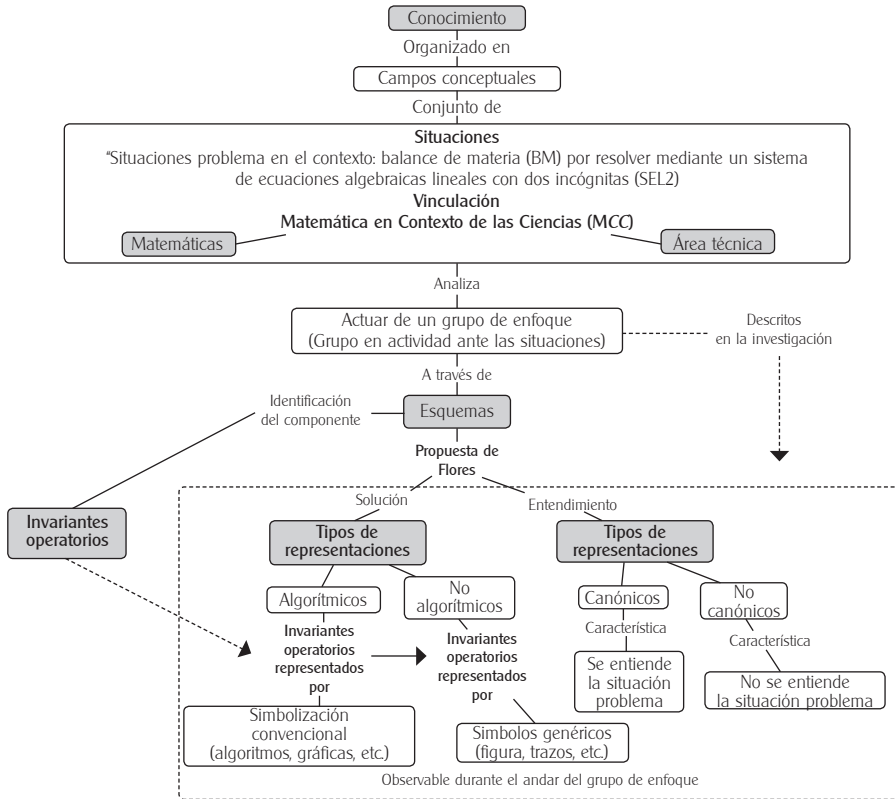 Conocimiento
Organizado en
Campos conceptuales
Conjunto de
Situaciones
“Situaciones problema en el contexto: balance de materia (BM) por resolver mediante un sistema
de ecuaciones algebraicas lineales con dos incógnitas (SEL2)
Vinculación
Matemática en Contexto de las Ciencias (MCC)
Matemáticas
Área técnica
Analiza
Actuar de un grupo de enfoque
(Grupo en actividad ante las situaciones)
Descritos
en la investigación
A través de
Identificación
del componente
Esquemas
Propuesta de
Flores
Invariantes
operatorios
Solución
Entendimiento
Tipos de
representaciones
Tipos de
representaciones
Algorítmicos
No
algorítmicos
Canónicos
No
canónicos
Invariantes
operatorios
representados
por
Invariantes
operatorios
representados
por
Característica
Característica
Se entiende
la situación
problema
No se entiende
la situación problema
Simbolización
convencional
(algoritmos, gráficas, etc.)
Simbolos genéricos
(figura, trazos, etc.)
Observable durante el andar del grupo de enfoque